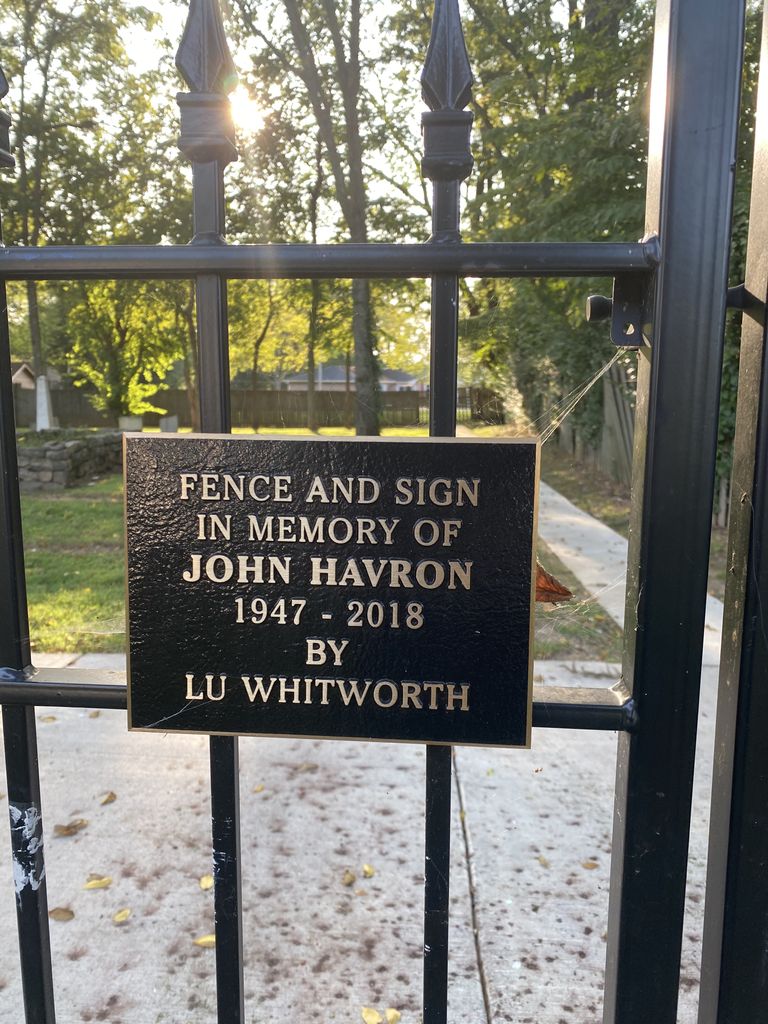 FENCE AND SIGN
IN MEMORY OF
JOHN HAVRON
1947 - 2018
BY
LU WHITWORTH